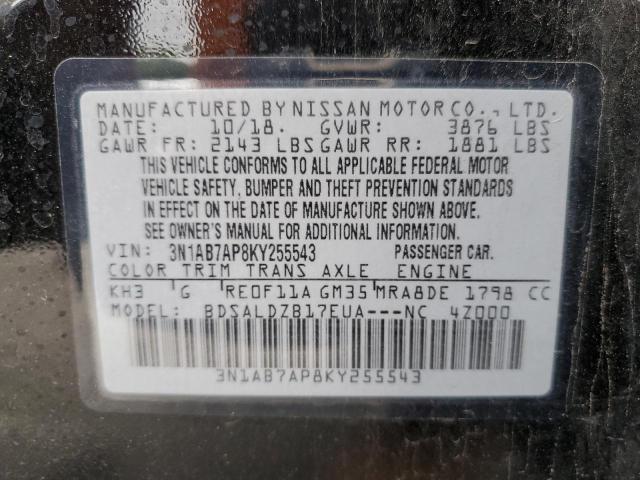 MANUFACTURED BY NISSAN MOTOR CO., LTD.
DATE: 10/18. GVWR: 3876 LBS
GAWR FR: 2143 LBS GAWR RR: 1881 LBS
THIS VEHICLE CONFORMS TO ALL APPLICABLE FEDERAL MOTOR
VEHICLE SAFETY, BUMPER AND THEFT PREVENTION STANDARDS
IN EFFECT ON THE DATE OF MANUFACTURE SHOWN ABOVE.
SEE OWNER'S MANUAL FOR ADDITIONAL INFORMATION.
VIN: 3N1AB7AP8KY255543 PASSENGER CAR.
COLOR TRIM TRANS AXLE ENGINE
KH3 G RE0F11A GM35 MRA8DE 1798 CC
MODEL: BDSALDZB17EUA---NC 4Z000
3N1AB7AP8KY255543